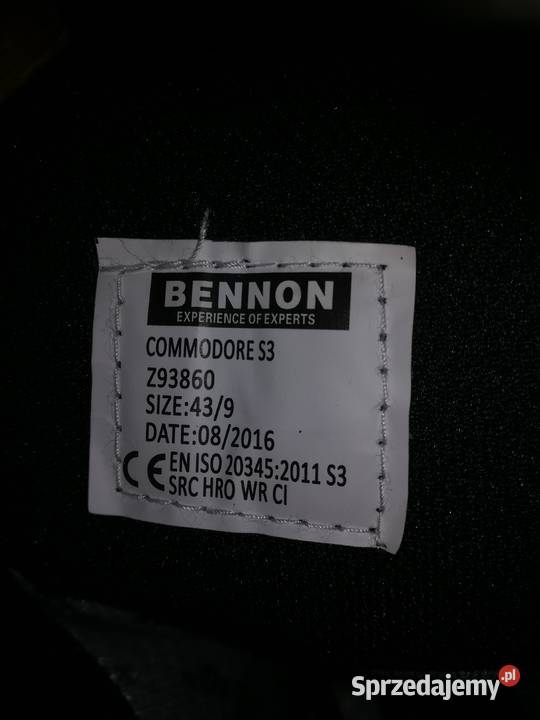 BENNON
EXPERIENCE OF EXPERTS
COMMODORE S3
Z93860
SIZE:43/9
DATE:08/2016
CE EN ISO 20345:2011 S3
SRC HRO WR CI
Sprzedajemy.pl